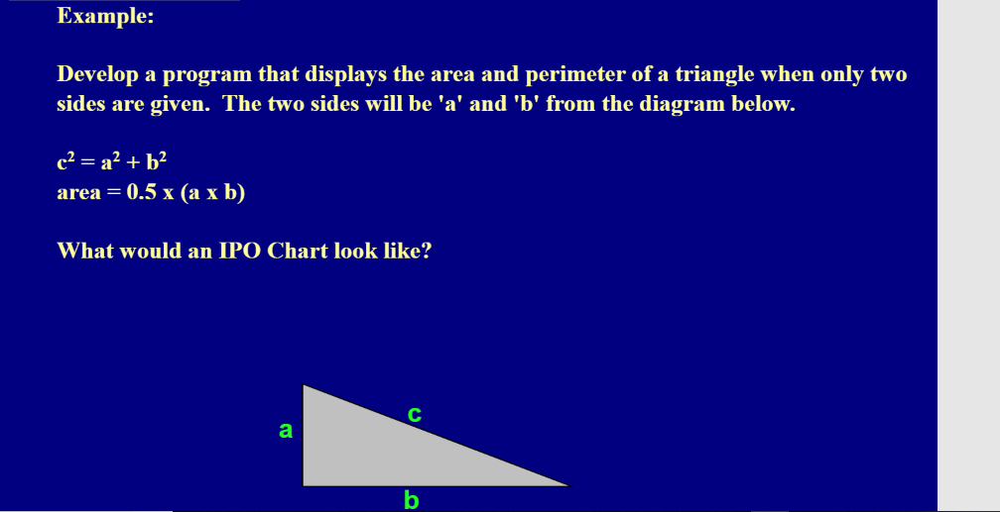 Example:
Develop a program that displays the area and perimeter of a triangle when only two
sides are given.  The two sides will be 'a' and 'b' from the diagram below.
c² = a² + b²
area = 0.5 x (a x b)
What would an IPO Chart look like?
c
a
b